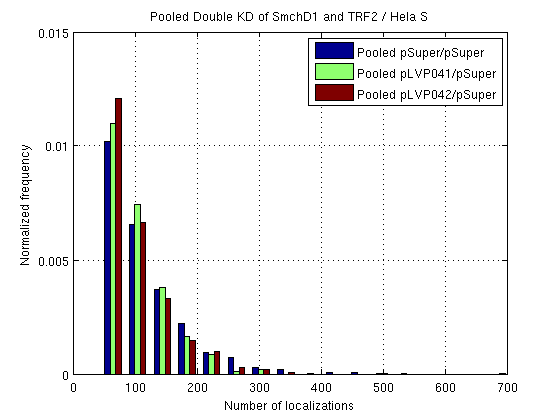 Pooled Double KD of SmchD1 and TRF2 / Hela S
0.015
Pooled pSuper/pSuper
Pooled pLVP041/pSuper
Pooled pLVP042/pSuper
0.01
Normalized frequency
0.005
0
0 100 200 300 400 500 600 700
Number of localizations